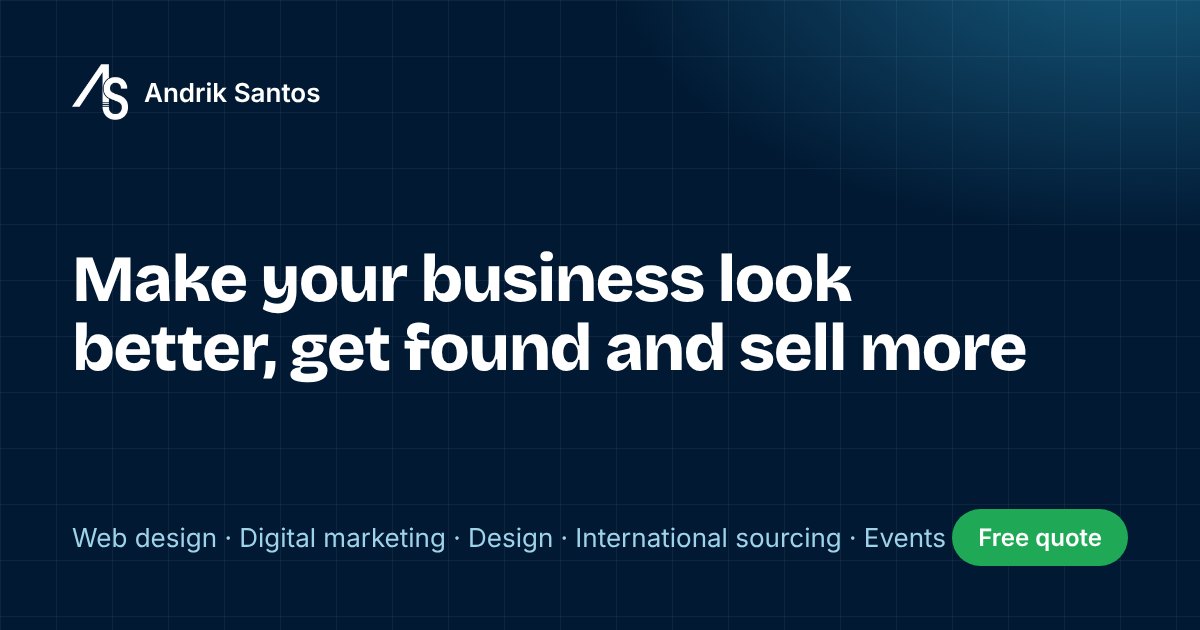 AS Andrik Santos
Make your business look
better, get found and sell more
Web design · Digital marketing · Design · International sourcing · Events Free quote